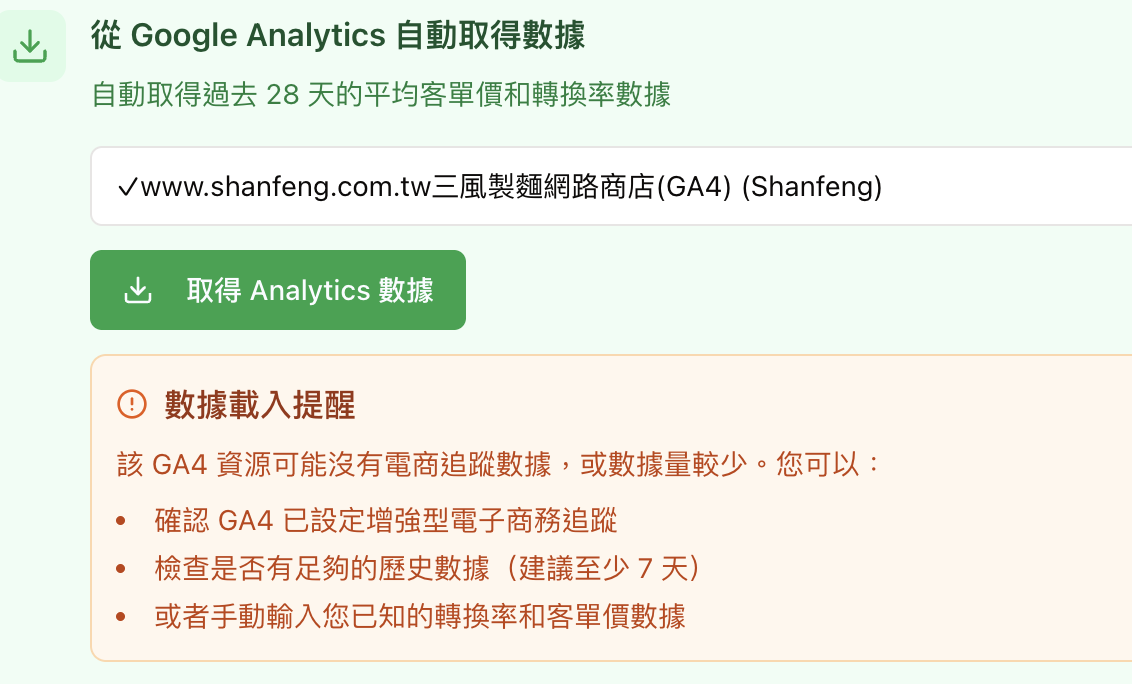 從 Google Analytics 自動取得數據
自動取得過去 28 天的平均客單價和轉換率數據
✓www.shanfeng.com.tw三風製麵網路商店(GA4) (Shanfeng)
取得 Analytics 數據
數據載入提醒
該 GA4 資源可能沒有電商追蹤數據，或數據量較少。您可以：
• 確認 GA4 已設定增強型電子商務追蹤
• 檢查是否有足夠的歷史數據（建議至少 7 天）
• 或者手動輸入您已知的轉換率和客單價數據